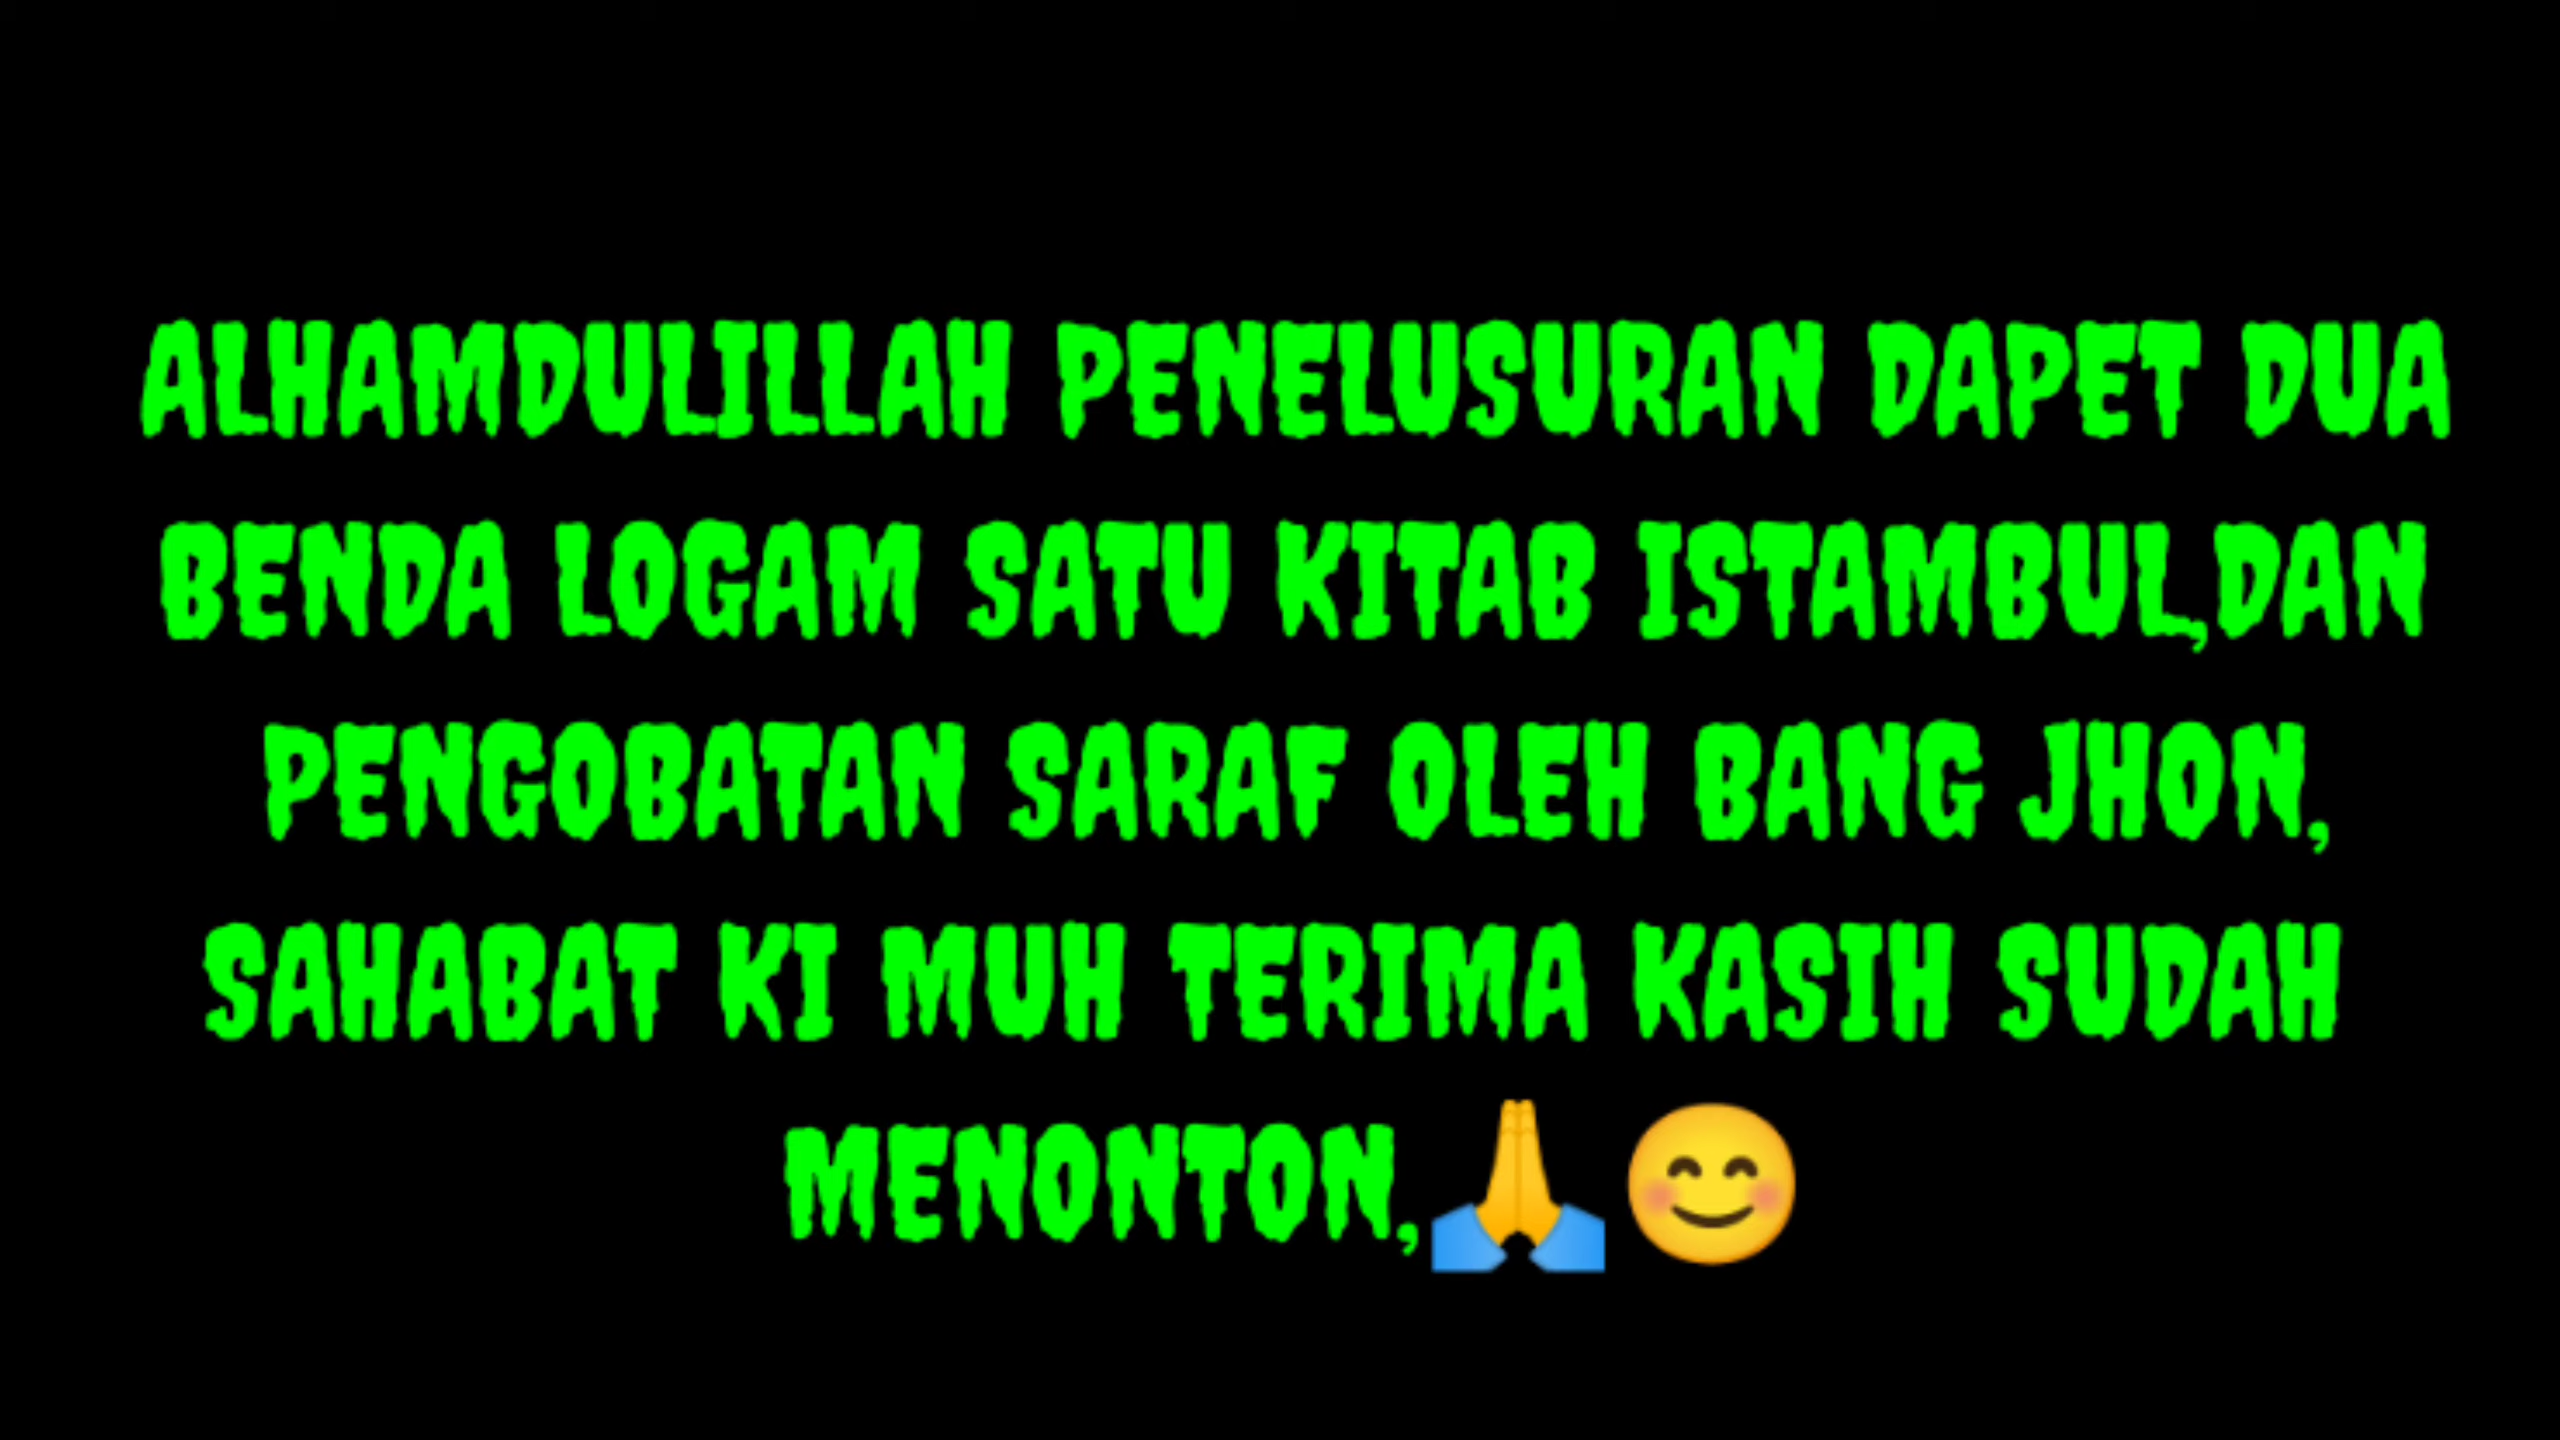 ALHAMDULILLAH PENELUSURAN DAPET DUA
BENDA LOGAM SATU KITAB ISTAMBUL,DAN
PENGOBATAN SARAF OLEH BANG JHON,
SAHABAT KI MUH TERIMA KASIH SUDAH
MENONTON,🙏😊